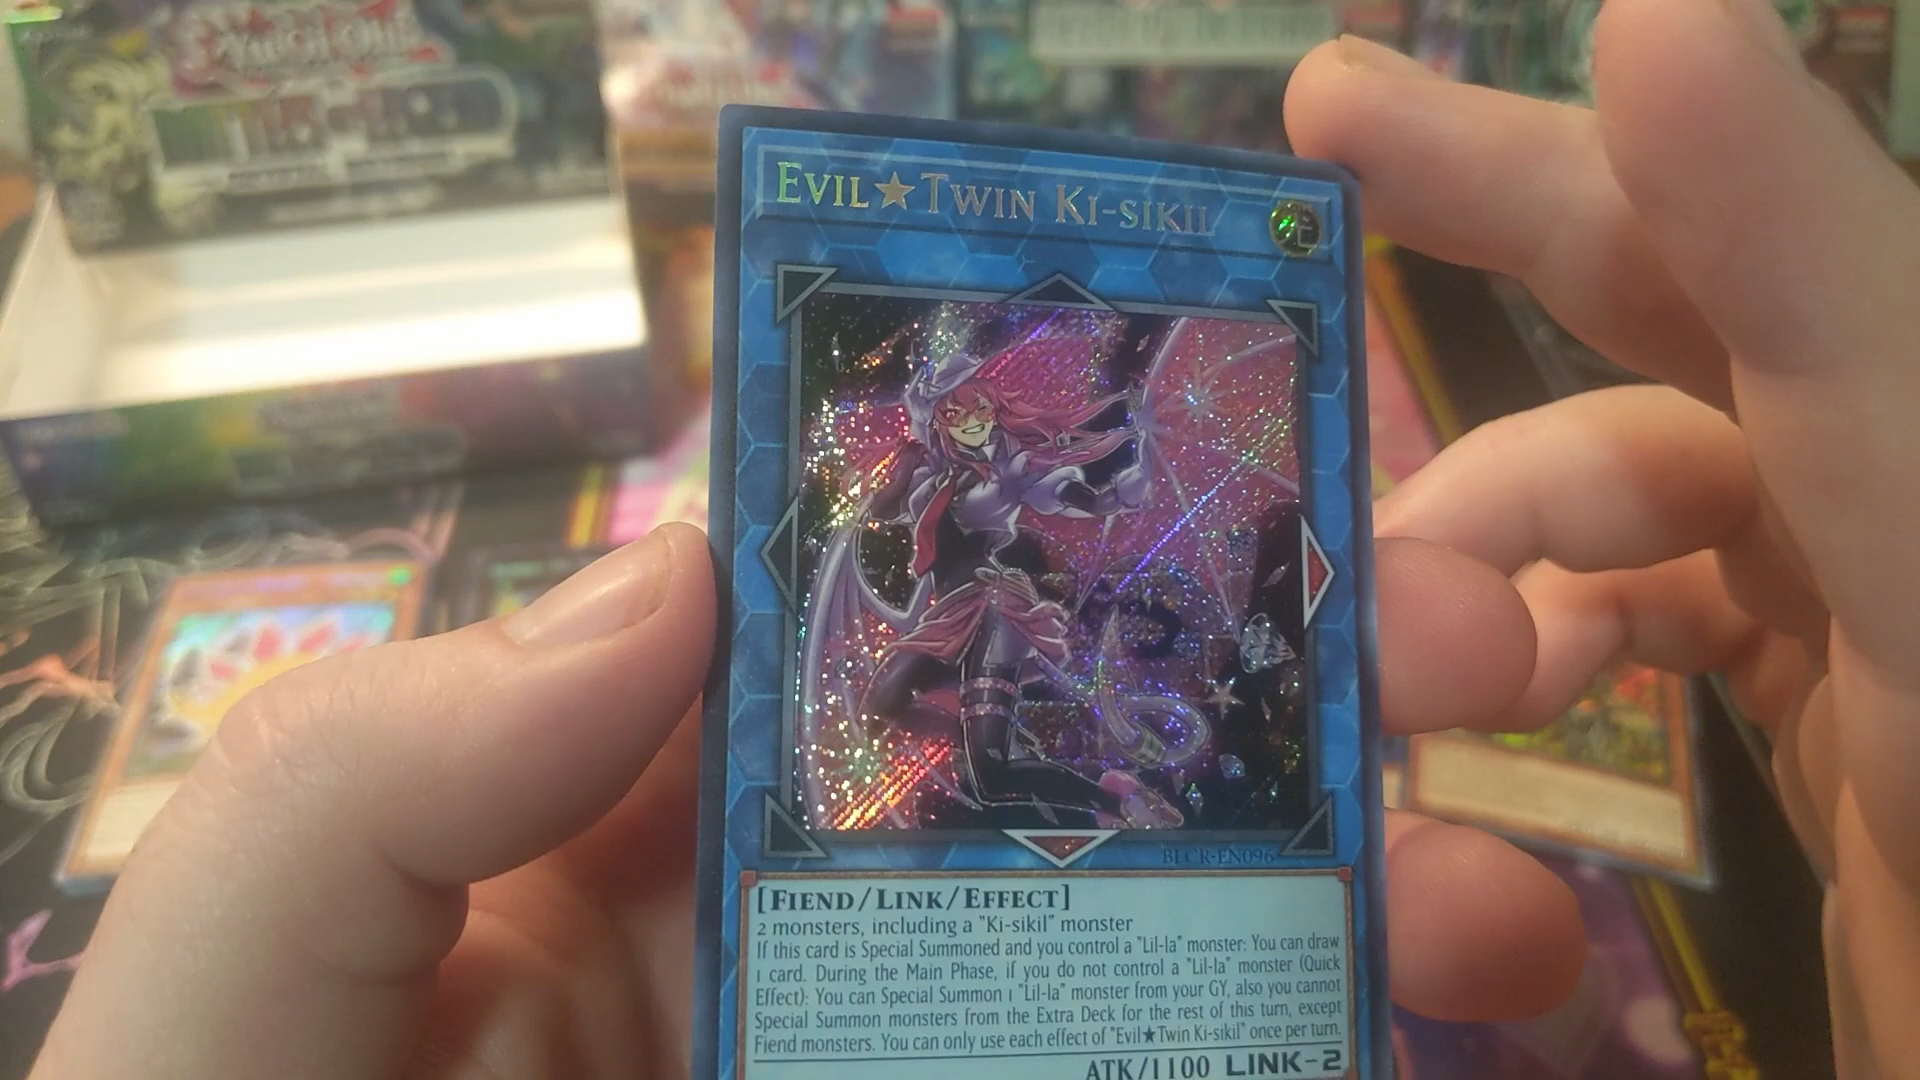 EVIL★TWIN KI-SIKIL
BLCR-EN096
[FIEND/LINK/EFFECT]
2 monsters, including a "Ki-sikil" monster
If this card is Special Summoned and you control a "Lil-la" monster: You can draw
1 card. During the Main Phase, if you do not control a "Lil-la" monster (Quick
Effect): You can Special Summon 1 "Lil-la" monster from your GY, also you cannot
Special Summon monsters from the Extra Deck for the rest of this turn, except
Fiend monsters. You can only use each effect of "Evil★Twin Ki-sikil" once per turn.
ATK/1100 LINK-2